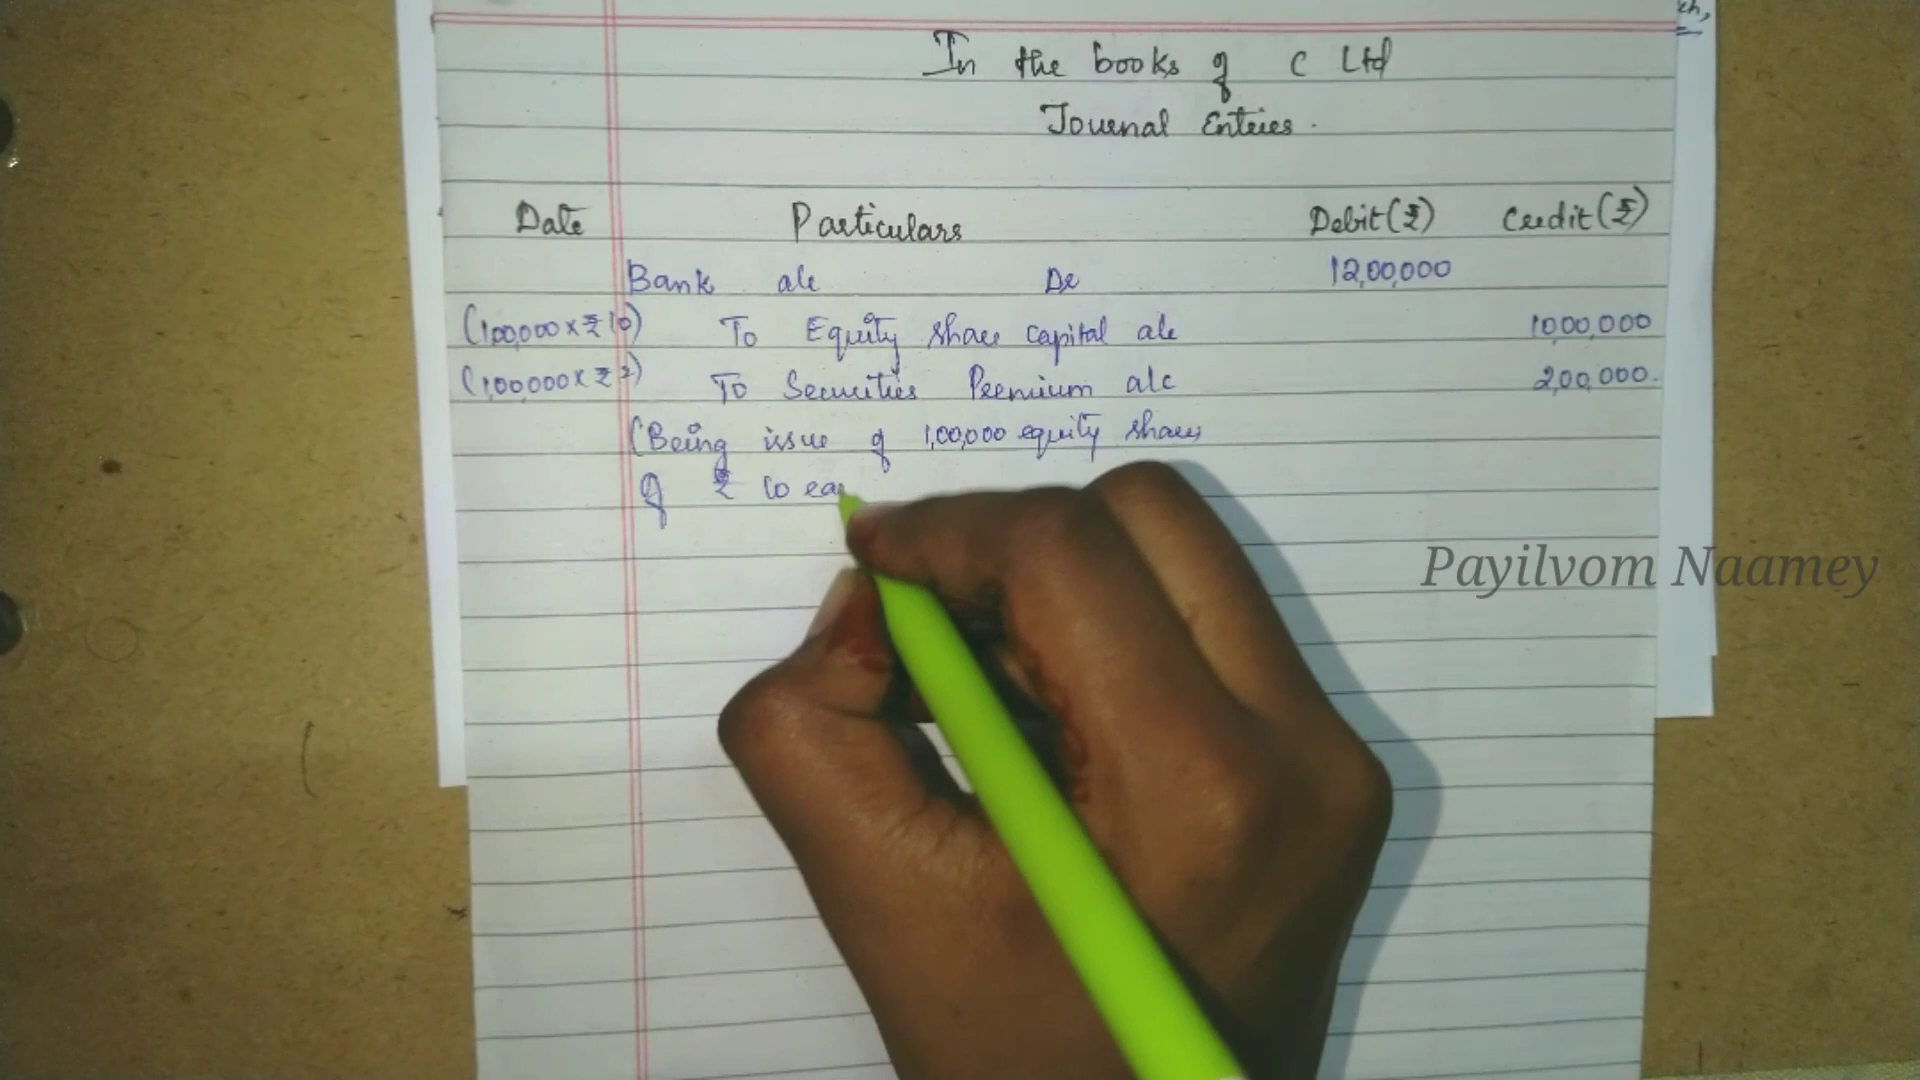 In the books of C Ltd
Journal Entries.
Date Particulars Debit(₹) Credit(₹)
Bank a/c Dr 12,00,000
(1,00,000 x ₹ 10) To Equity share capital a/c 10,00,000
(1,00,000 x ₹ 2) To Securities Premium a/c 2,00,000.
(Being issue of 1,00,000 equity shares
of ₹ 10 ea
Payilvom Naamey